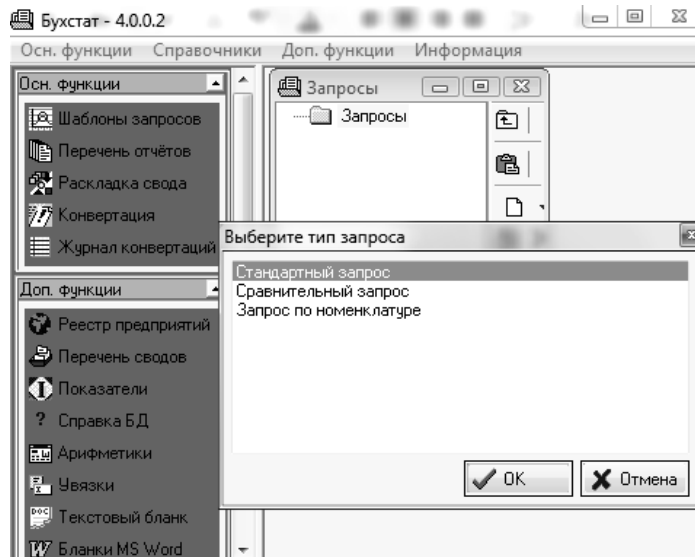 Бухстат - 4.0.0.2
Осн. функции Справочники Доп. функции Информация
Осн. функции
Шаблоны запросов
Перечень отчётов
Раскладка свода
Конвертация
Журнал конвертаций
Доп. функции
Реестр предприятий
Перечень сводов
Показатели
Справка БД
Арифметики
Увязки
Текстовый бланк
Бланки MS Word
Запросы
Запросы
Выберите тип запроса
Стандартный запрос
Сравнительный запрос
Запрос по номенклатуре
OK
Отмена